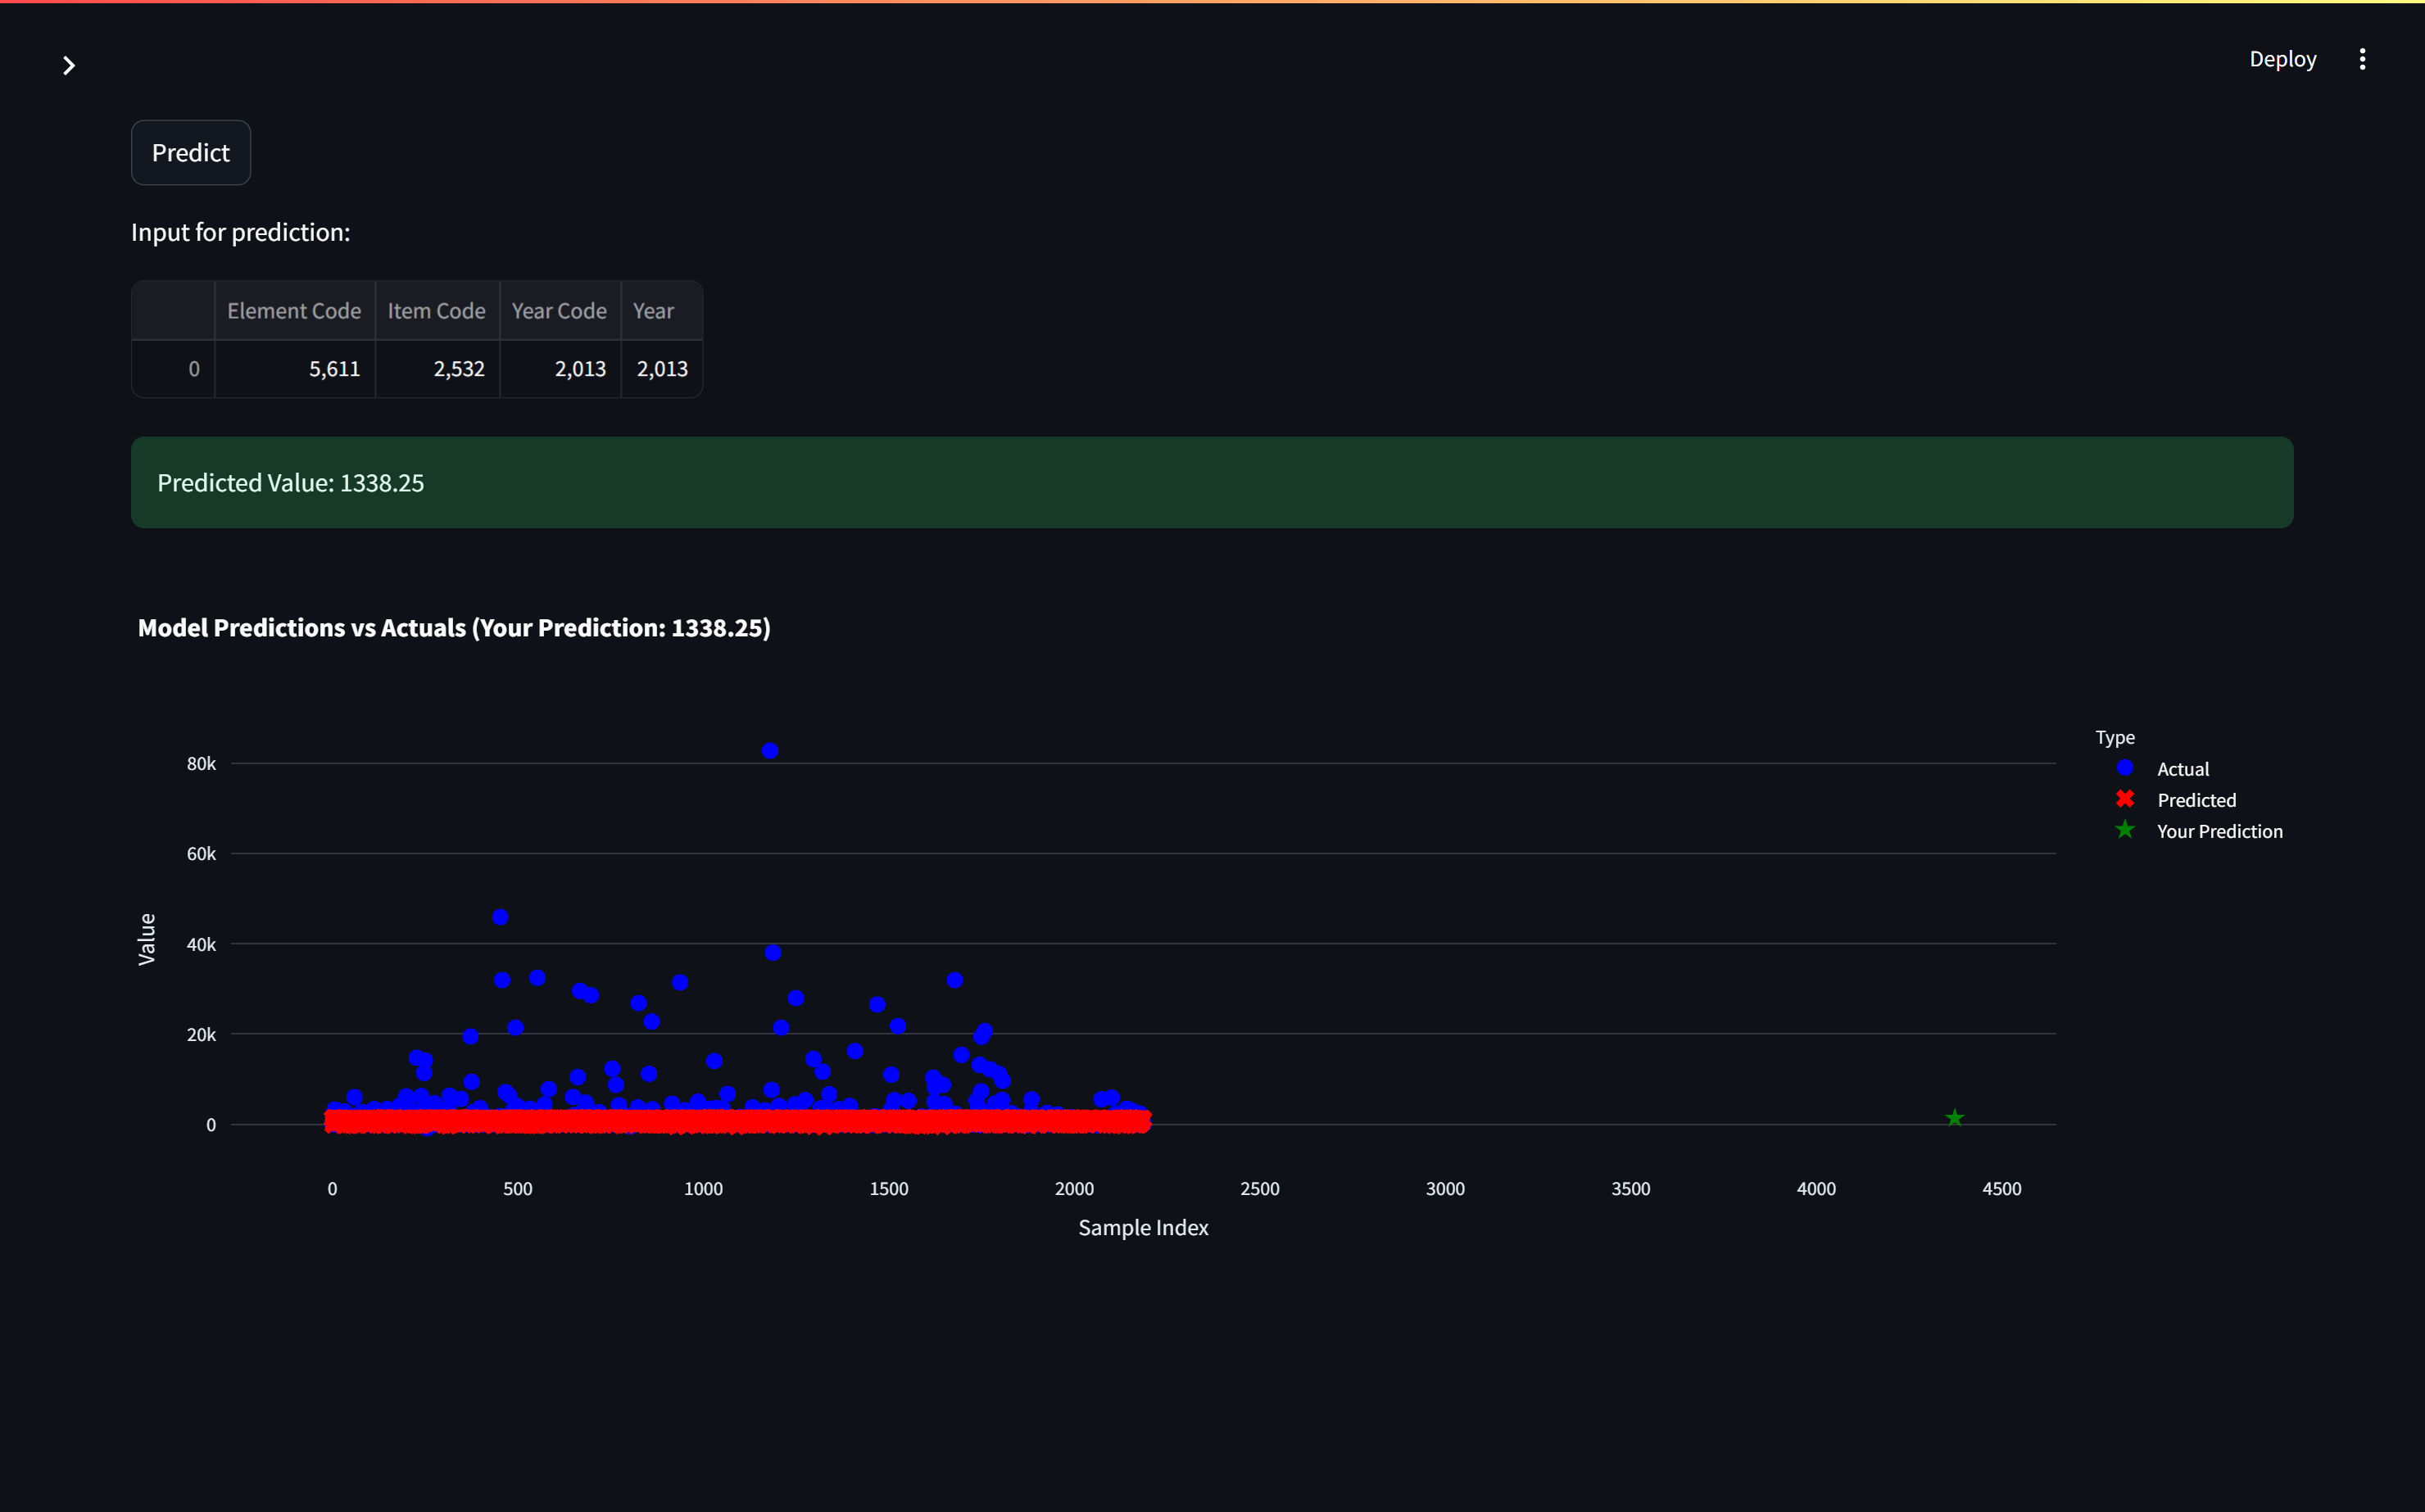 Deploy
Predict
Input for prediction:
Element Code Item Code Year Code Year
0 5,611 2,532 2,013 2,013
Predicted Value: 1338.25
Model Predictions vs Actuals (Your Prediction: 1338.25)
Type
Actual
Predicted
Your Prediction
80k
60k
40k
20k
0
Value
0 500 1000 1500 2000 2500 3000 3500 4000 4500
Sample Index